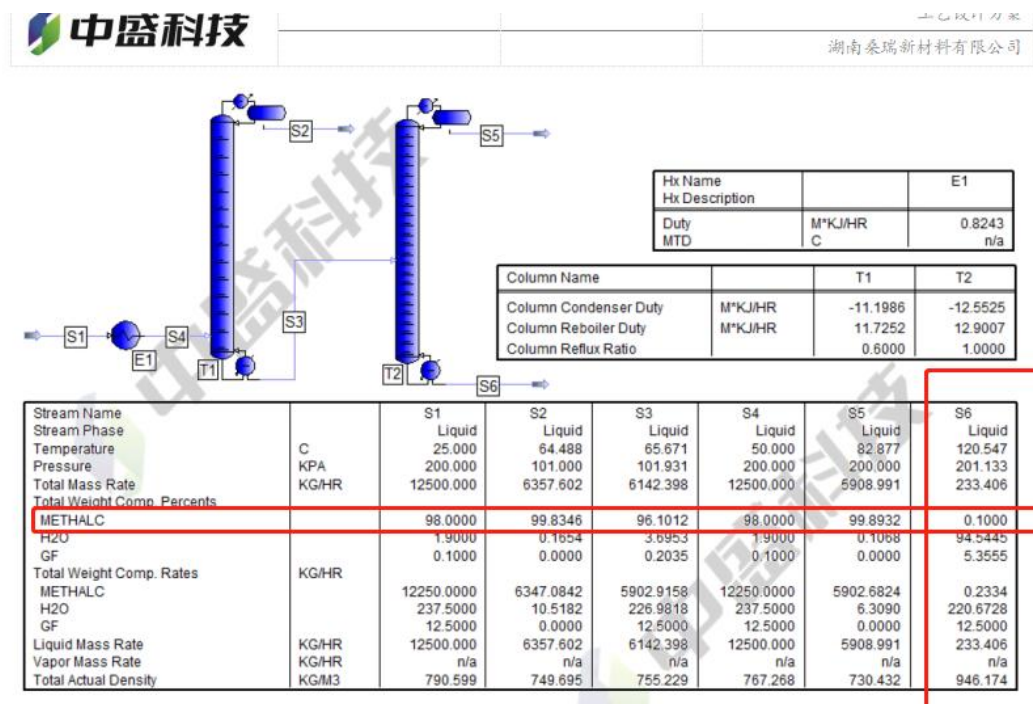 中盛科技
工艺设计方案
湖南桑瑞新材料有限公司
S2
S5
Hx Name E1
Hx Description
Duty M*KJ/HR 0.8243
MTD C n/a
Column Name T1 T2
Column Condenser Duty M*KJ/HR -11.1986 -12.5525
Column Reboiler Duty M*KJ/HR 11.7252 12.9007
Column Reflux Ratio 0.6000 1.0000
S1
S4
S3
E1
T1
T2
S6
Stream Name S1 S2 S3 S4 S5 S6
Stream Phase Liquid Liquid Liquid Liquid Liquid Liquid
Temperature C 25.000 64.488 65.671 50.000 82.877 120.547
Pressure KPA 200.000 101.000 101.931 200.000 200.000 201.133
Total Mass Rate KG/HR 12500.000 6357.602 6142.398 12500.000 5908.991 233.406
Total Weight Comp. Percents
METHALC 98.0000 99.8346 96.1012 98.0000 99.8932 0.1000
H2O 1.9000 0.1654 3.6953 1.9000 0.1068 94.5445
GF 0.1000 0.0000 0.2035 0.1000 0.0000 5.3555
Total Weight Comp. Rates KG/HR
METHALC 12250.0000 6347.0842 5902.9158 12250.0000 5902.6824 0.2334
H2O 237.5000 10.5182 226.9818 237.5000 6.3090 220.6728
GF 12.5000 0.0000 12.5000 12.5000 0.0000 12.5000
Liquid Mass Rate KG/HR 12500.000 6357.602 6142.398 12500.000 5908.991 233.406
Vapor Mass Rate KG/HR n/a n/a n/a n/a n/a n/a
Total Actual Density KG/M3 790.599 749.695 755.229 767.268 730.432 946.174
中盛科技
中盛科技